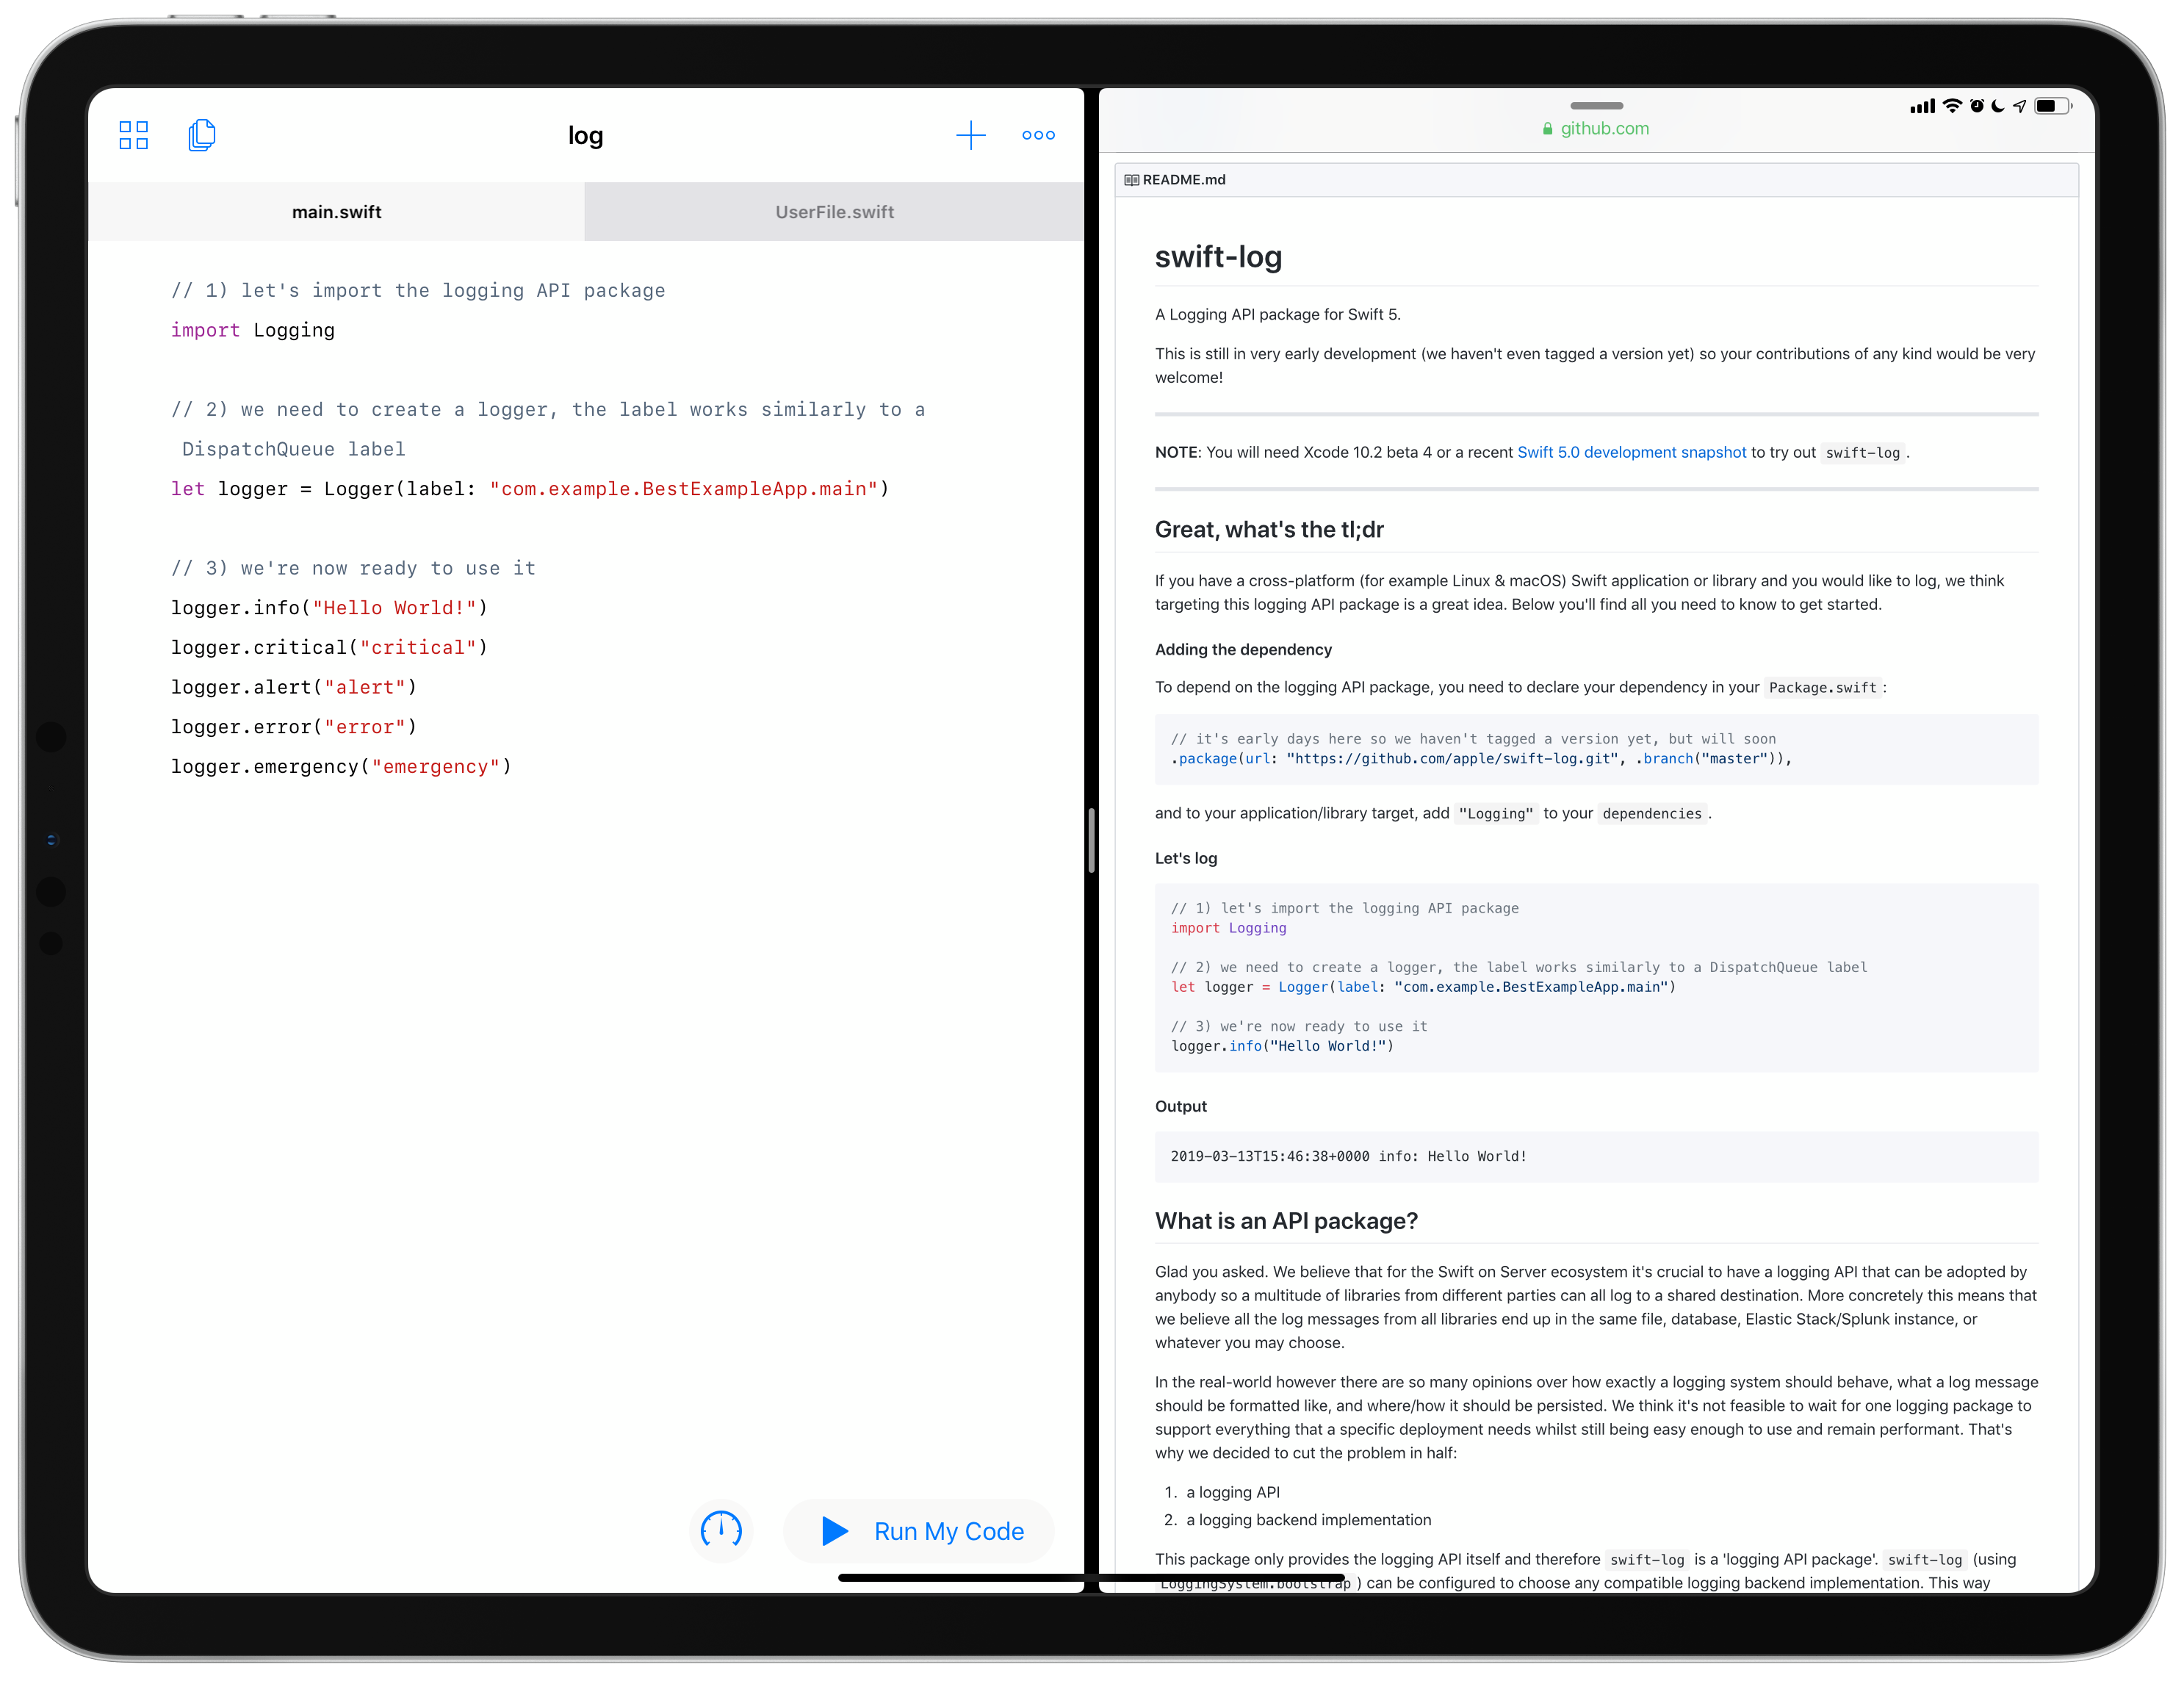 log
main.swift
UserFile.swift
// 1) let's import the logging API package
import Logging
// 2) we need to create a logger, the label works similarly to a
DispatchQueue label
let logger = Logger(label: "com.example.BestExampleApp.main")
// 3) we're now ready to use it
logger.info("Hello World!")
logger.critical("critical")
logger.alert("alert")
logger.error("error")
logger.emergency("emergency")
Run My Code
github.com
README.md
swift-log
A Logging API package for Swift 5.
This is still in very early development (we haven't even tagged a version yet) so your contributions of any kind would be very
welcome!
NOTE: You will need Xcode 10.2 beta 4 or a recent Swift 5.0 development snapshot to try out swift-log .
Great, what's the tl;dr
If you have a cross-platform (for example Linux & macOS) Swift application or library and you would like to log, we think
targeting this logging API package is a great idea. Below you'll find all you need to know to get started.
Adding the dependency
To depend on the logging API package, you need to declare your dependency in your Package.swift :
// it's early days here so we haven't tagged a version yet, but will soon
.package(url: "https://github.com/apple/swift-log.git", .branch("master")),
and to your application/library target, add "Logging" to your dependencies .
Let's log
// 1) let's import the logging API package
import Logging
// 2) we need to create a logger, the label works similarly to a DispatchQueue label
let logger = Logger(label: "com.example.BestExampleApp.main")
// 3) we're now ready to use it
logger.info("Hello World!")
Output
2019-03-13T15:46:38+0000 info: Hello World!
What is an API package?
Glad you asked. We believe that for the Swift on Server ecosystem it's crucial to have a logging API that can be adopted by
anybody so a multitude of libraries from different parties can all log to a shared destination. More concretely this means that
we believe all the log messages from all libraries end up in the same file, database, Elastic Stack/Splunk instance, or
whatever you may choose.
In the real-world however there are so many opinions over how exactly a logging system should behave, what a log message
should be formatted like, and where/how it should be persisted. We think it's not feasible to wait for one logging package to
support everything that a specific deployment needs whilst still being easy enough to use and remain performant. That's
why we decided to cut the problem in half:
1. a logging API
2. a logging backend implementation
This package only provides the logging API itself and therefore swift-log is a 'logging API package'. swift-log (using
LoggingSystem.bootstrap ) can be configured to choose any compatible logging backend implementation. This way